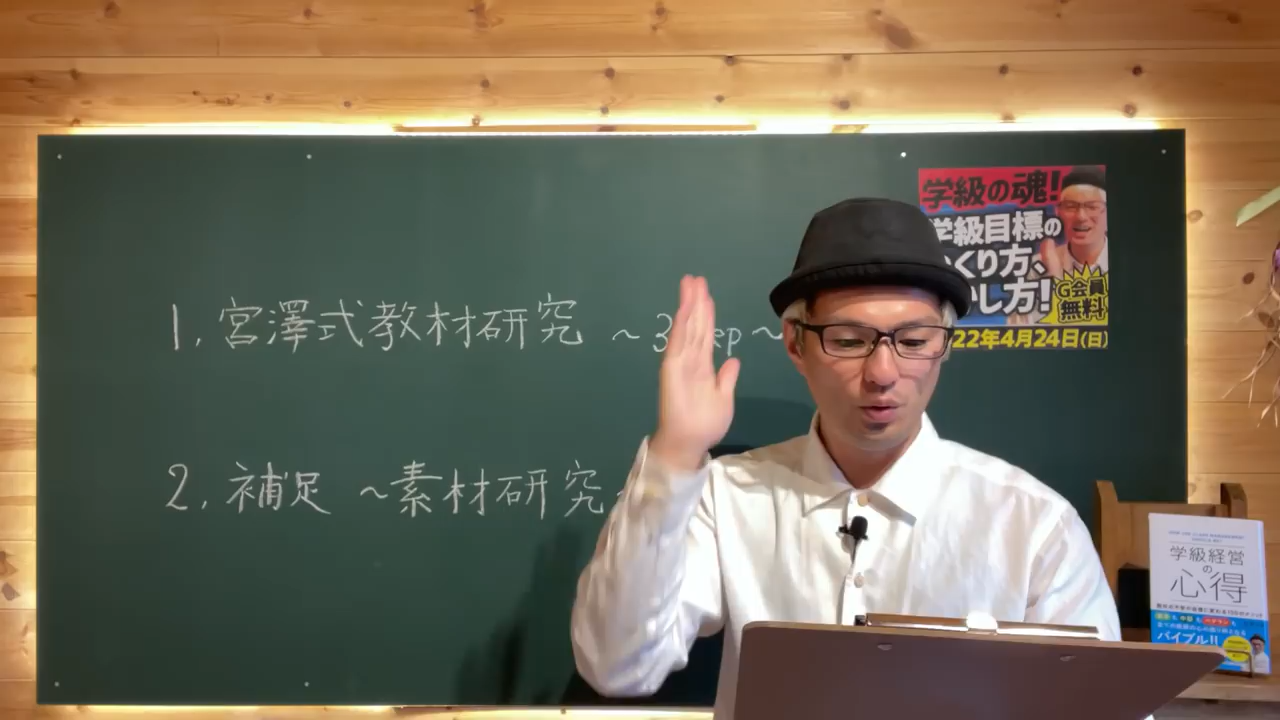 1. 宮澤式教材研究 ~3 ep~
2. 補足 ~素材研究
学級の魂!
学級目標の
くり方、
かし方!
G会員
無料!
22年4月24日(日)
学級経営
の
心得
バイブル!!